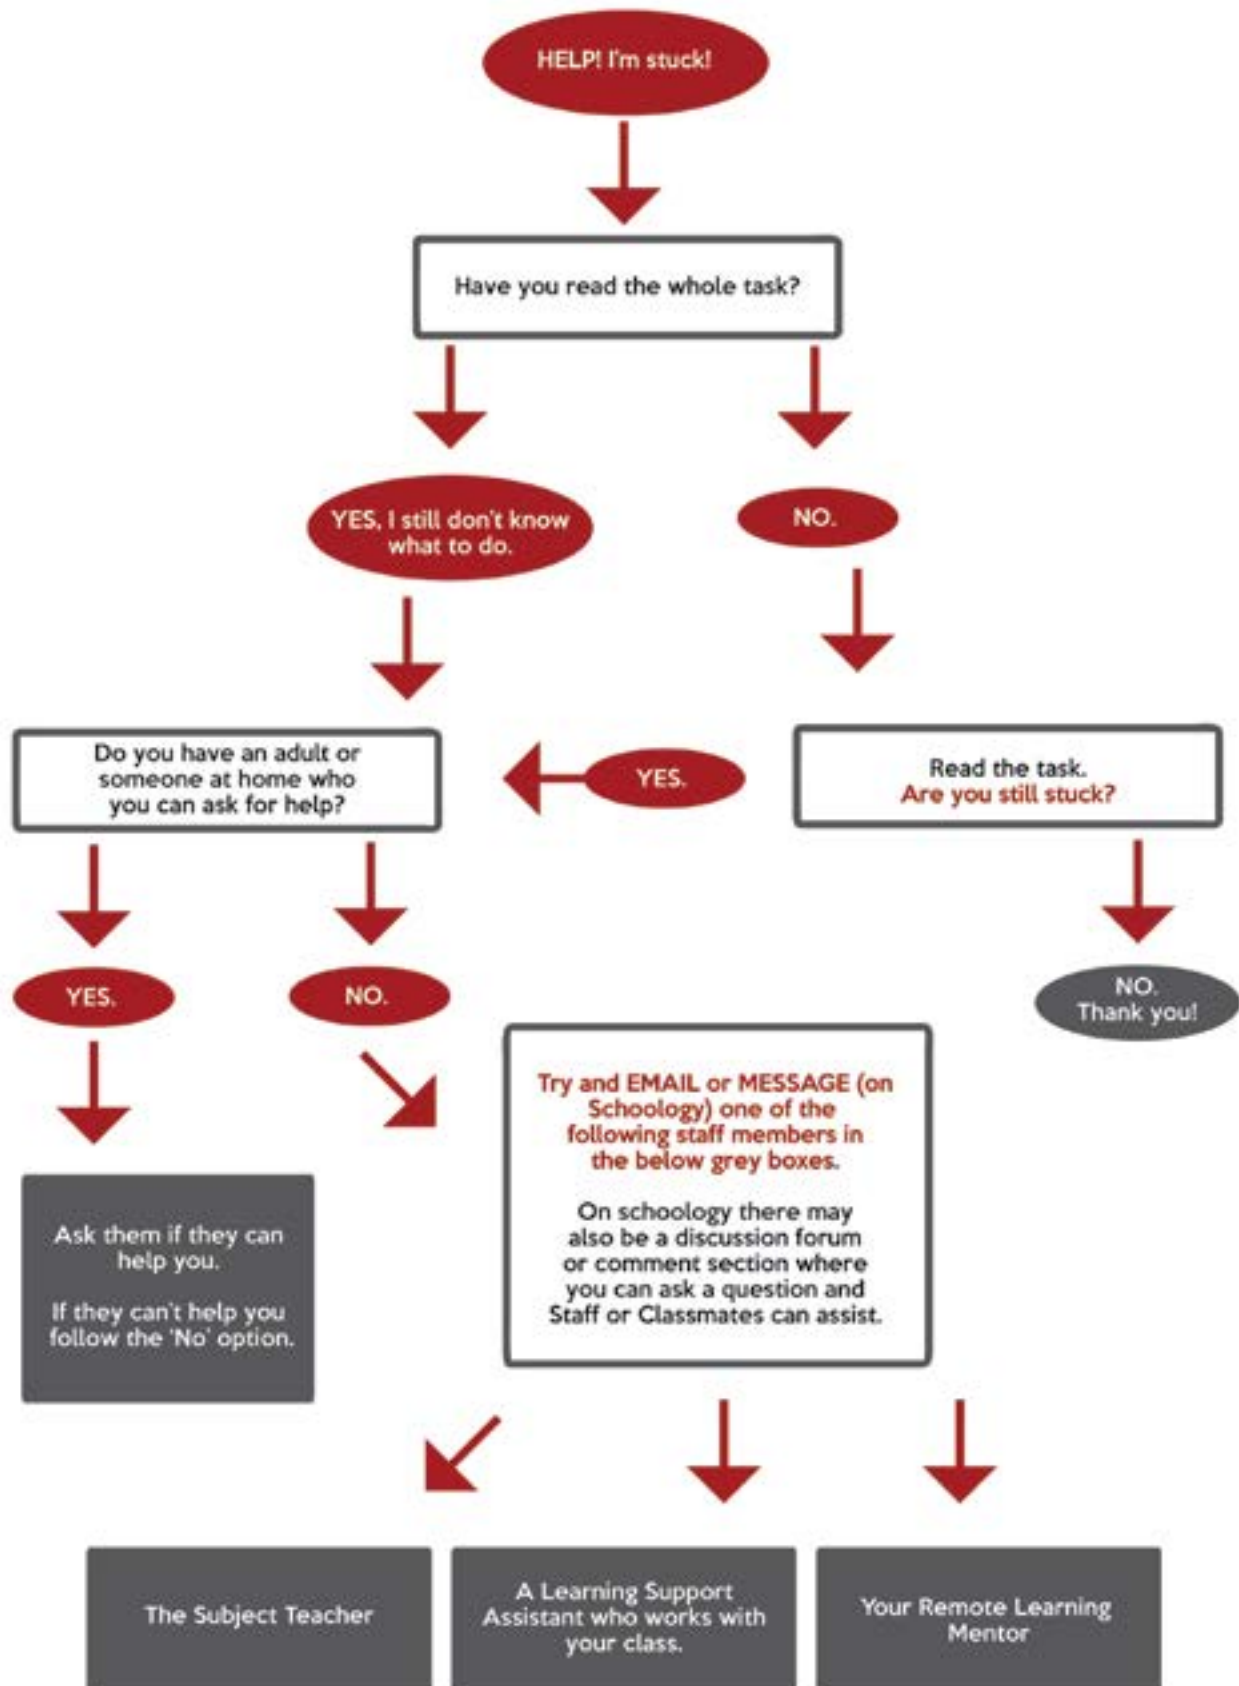 HELP! I'm stuck!
Have you read the whole task?
YES, I still don't know
what to do.
NO.
Do you have an adult or
someone at home who
you can ask for help?
YES.
Read the task.
Are you still stuck?
YES.
NO.
NO.
Thank you!
Try and EMAIL or MESSAGE (on
Schoology) one of the
following staff members in
the below grey boxes.
On schoology there may
also be a discussion forum
or comment section where
you can ask a question and
Staff or Classmates can assist.
Ask them if they can
help you.
If they can't help you
follow the 'No' option.
The Subject Teacher
A Learning Support
Assistant who works with
your class.
Your Remote Learning
Mentor